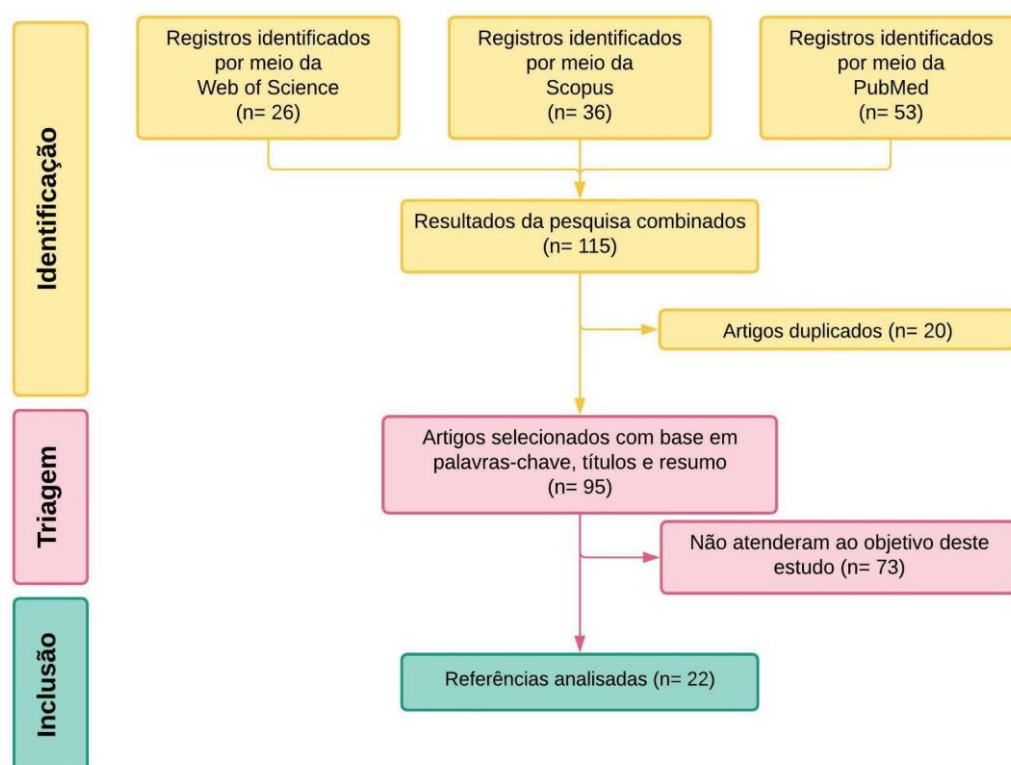 Identificação
Registros identificados
por meio da
Web of Science
(n= 26)
Registros identificados
por meio da
Scopus
(n= 36)
Registros identificados
por meio da
PubMed
(n= 53)
Resultados da pesquisa combinados
(n= 115)
Artigos duplicados (n= 20)
Triagem
Artigos selecionados com base em
palavras-chave, títulos e resumo
(n= 95)
Não atenderam ao objetivo deste
estudo (n= 73)
Inclusão
Referências analisadas (n= 22)